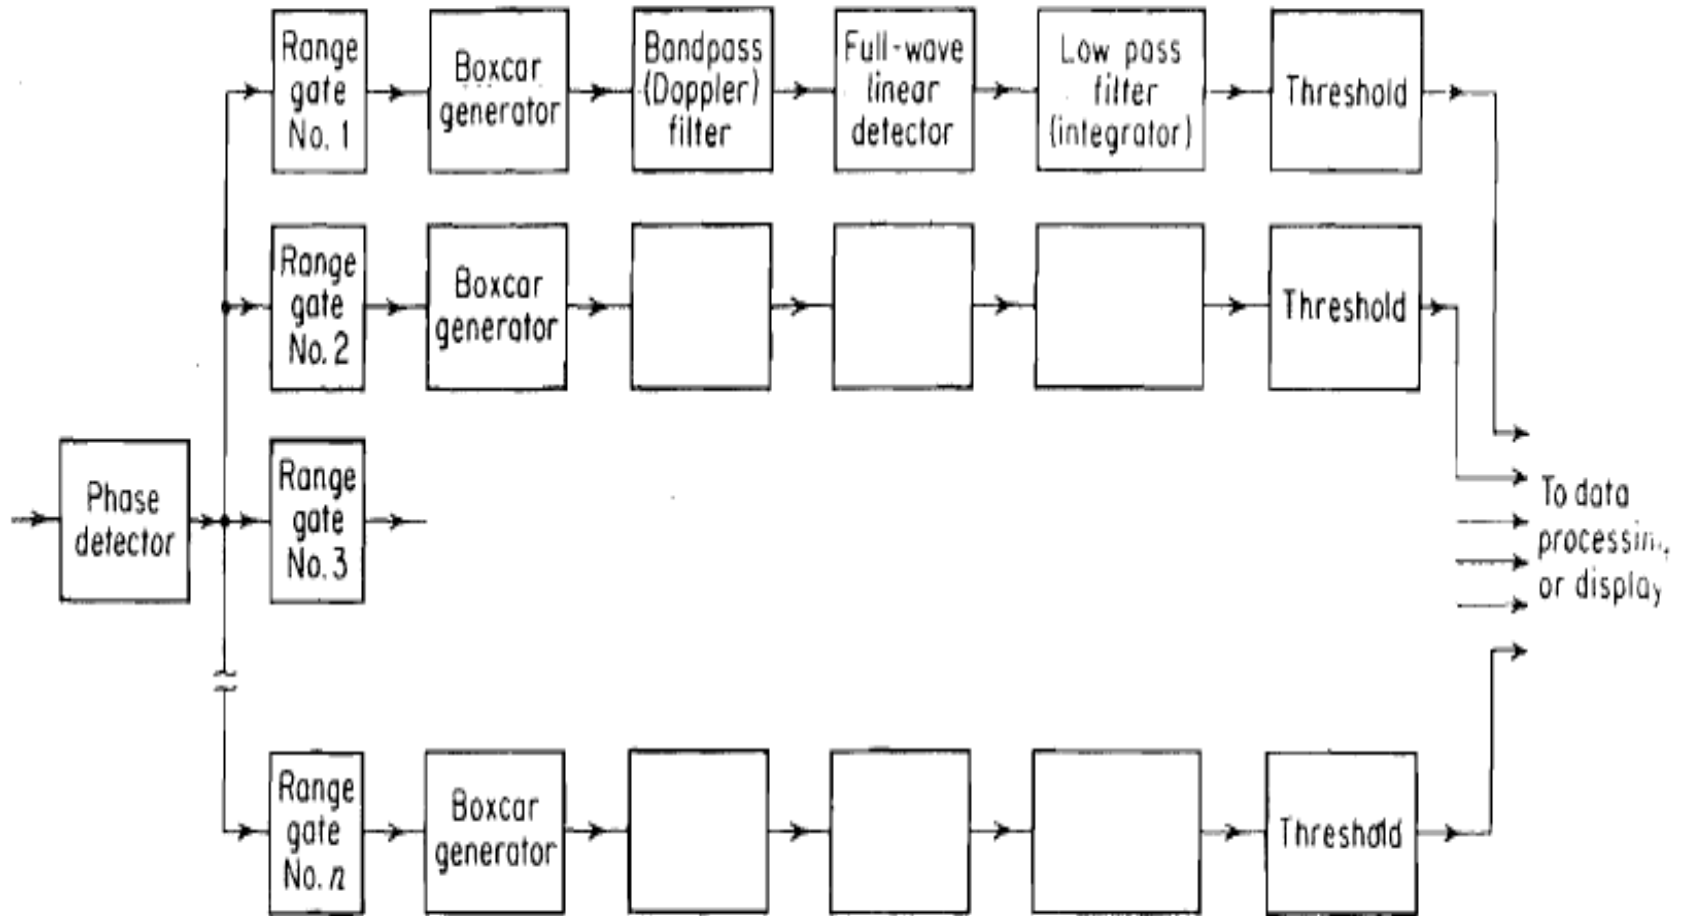 Range
gate
No. 1
Boxcar
generator
Bandpass
(Doppler)
filter
Full-wave
linear
detector
Low pass
filter
(integrator)
Threshold
Range
gate
No. 2
Boxcar
generator
Threshold
Phase
detector
Range
gate
No. 3
To data
or display
Range
gate
No. n
Boxcar
generator
Threshold